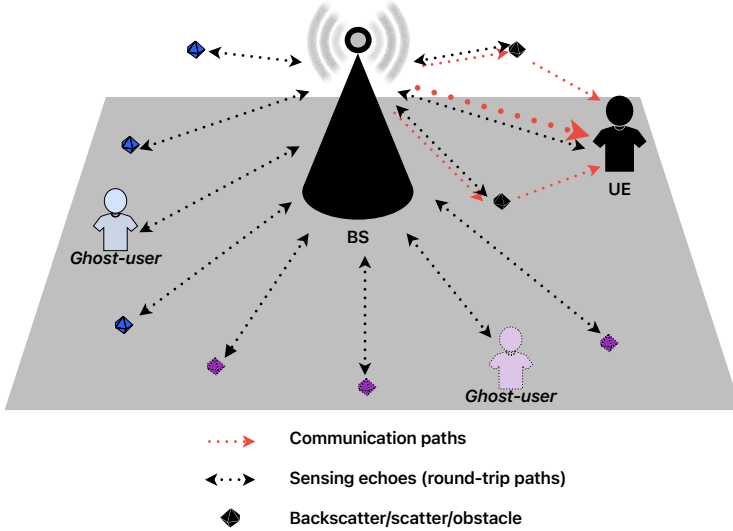 UE
BS
Ghost-user
Ghost-user
Communication paths
Sensing echoes (round-trip paths)
Backscatter/scatter/obstacle